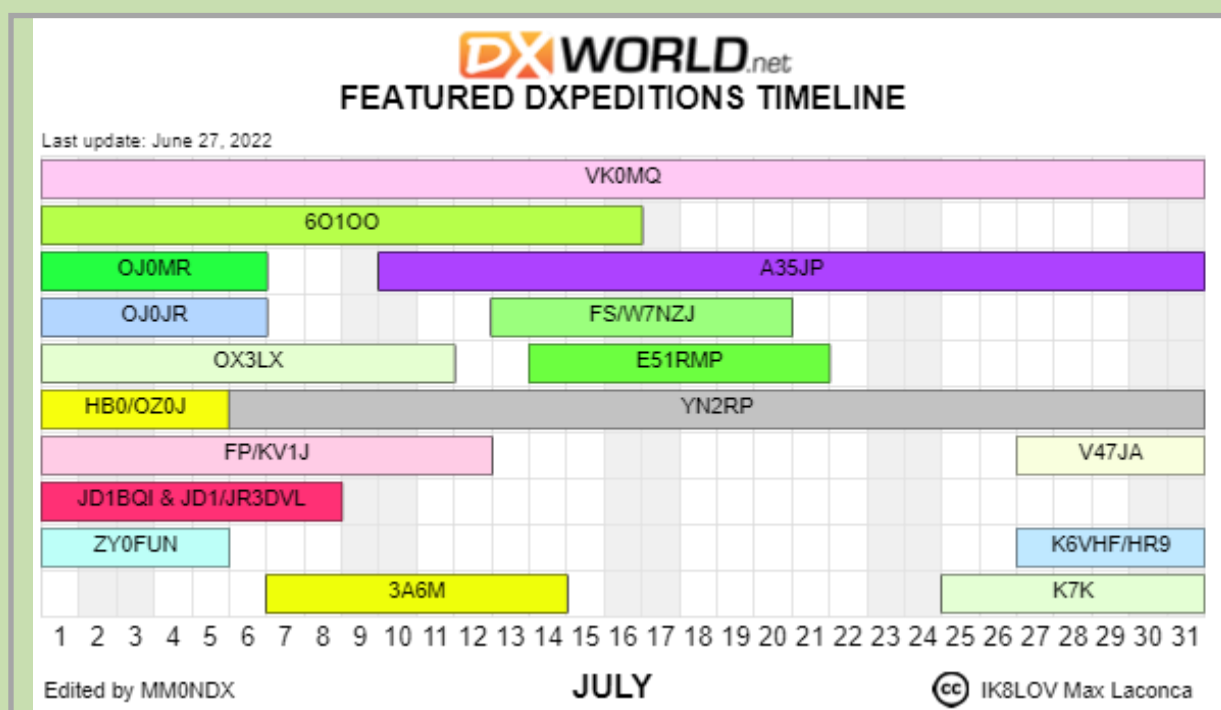 DX WORLD.net
FEATURED DXPEDITIONS TIMELINE
Last update: June 27, 2022
VK0MQ
6O1OO
OJ0MR A35JP
OJ0JR FS/W7NZJ
OX3LX E51RMP
HB0/OZ0J YN2RP
FP/KV1J V47JA
JD1BQI & JD1/JR3DVL
ZY0FUN K6VHF/HR9
3A6M K7K
1 2 3 4 5 6 7 8 9 10 11 12 13 14 15 16 17 18 19 20 21 22 23 24 25 26 27 28 29 30 31
Edited by MM0NDX JULY cc IK8LOV Max Laconca